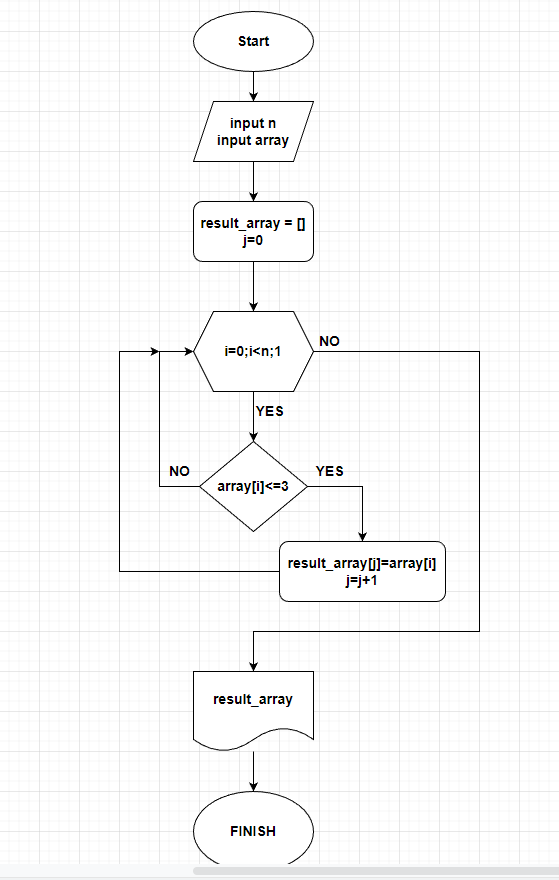 Start
input n
input array
result_array = []
j=0
i=0;i<n;1
NO
YES
array[i]<=3
NO
YES
result_array[j]=array[i]
j=j+1
result_array
FINISH